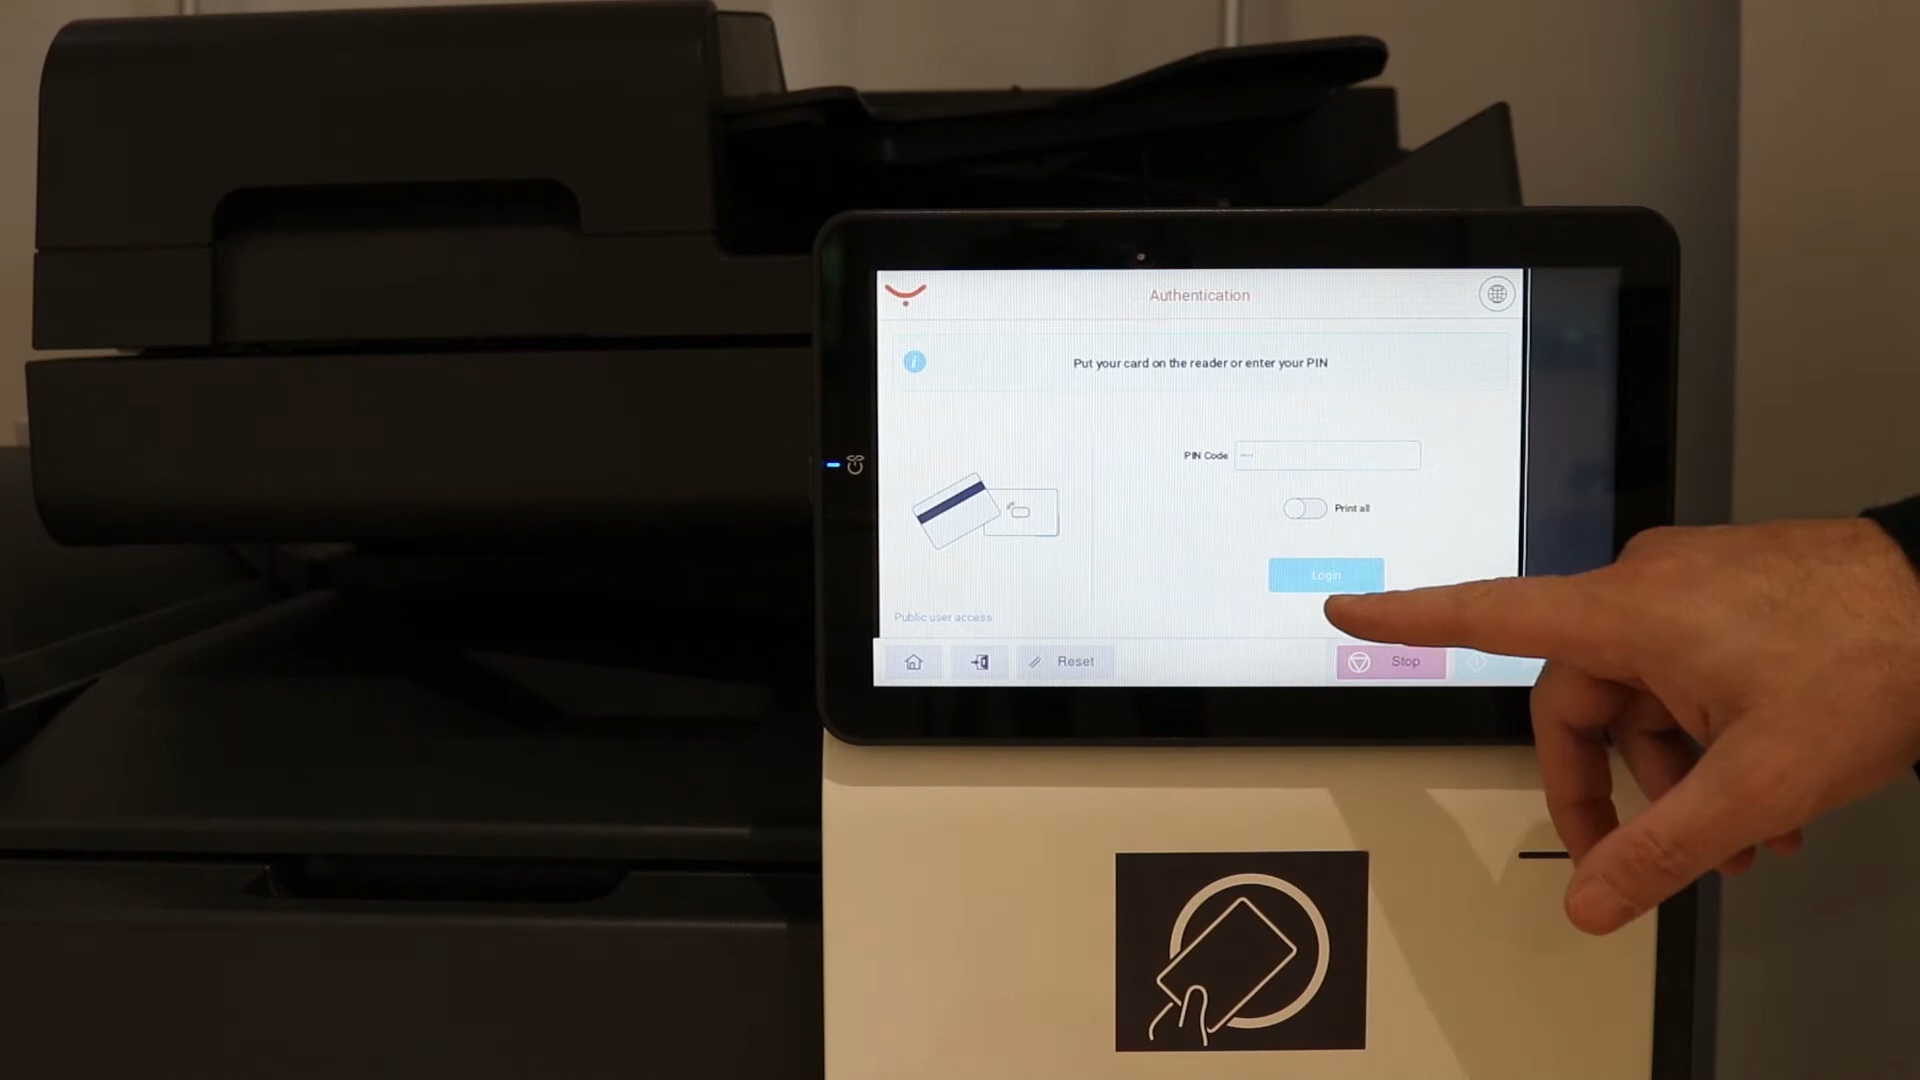 Authentication
Put your card on the reader or enter your PIN
PIN Code ····
Print all
Login
Public user access
Reset
Stop